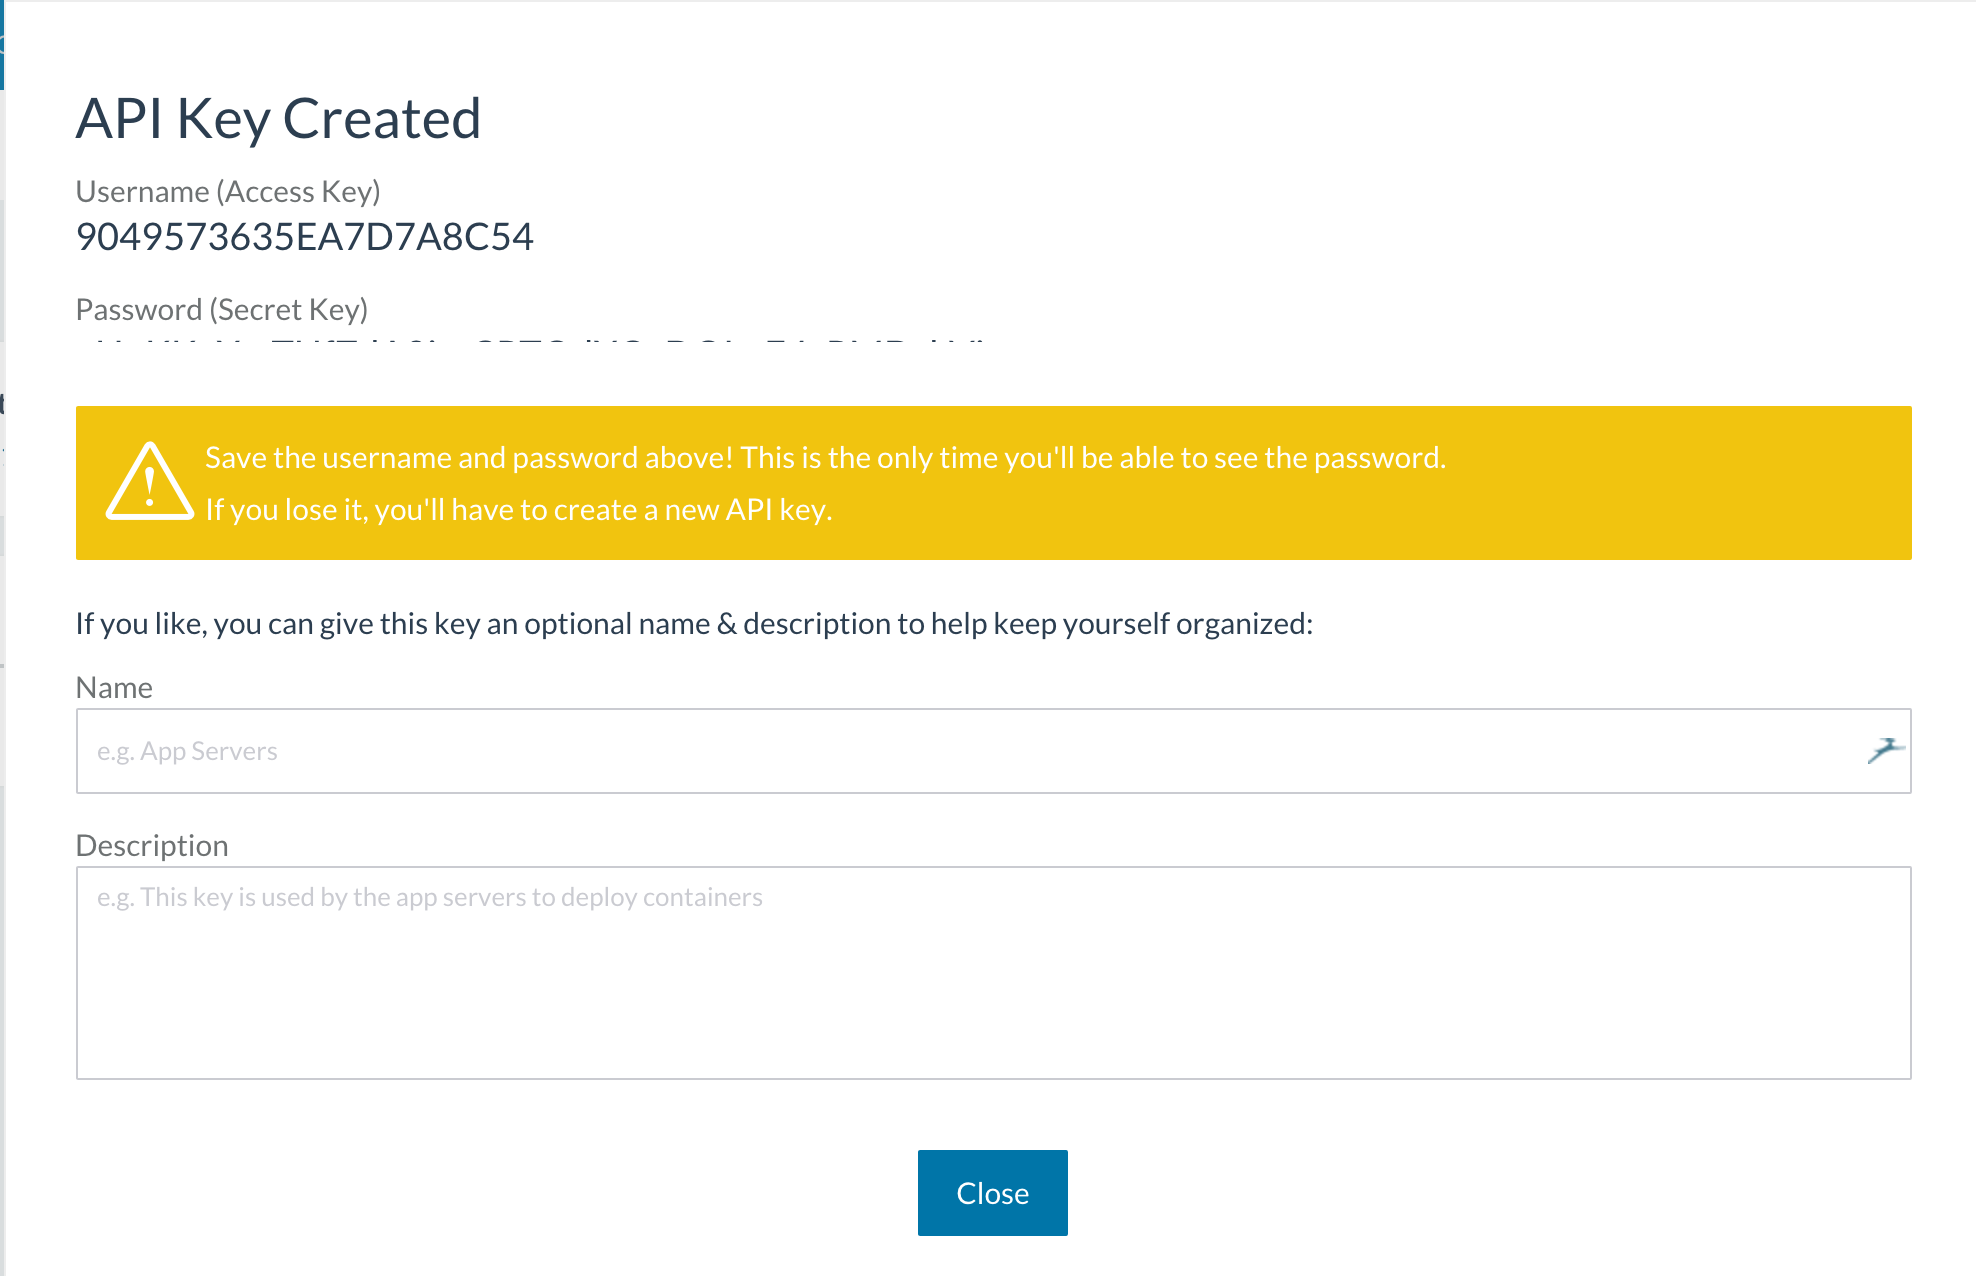 API Key Created
Username (Access Key)
9049573635EA7D7A8C54
Password (Secret Key)
Save the username and password above! This is the only time you'll be able to see the password.
If you lose it, you'll have to create a new API key.
If you like, you can give this key an optional name & description to help keep yourself organized:
Name
e.g. App Servers
Description
e.g. This key is used by the app servers to deploy containers
Close